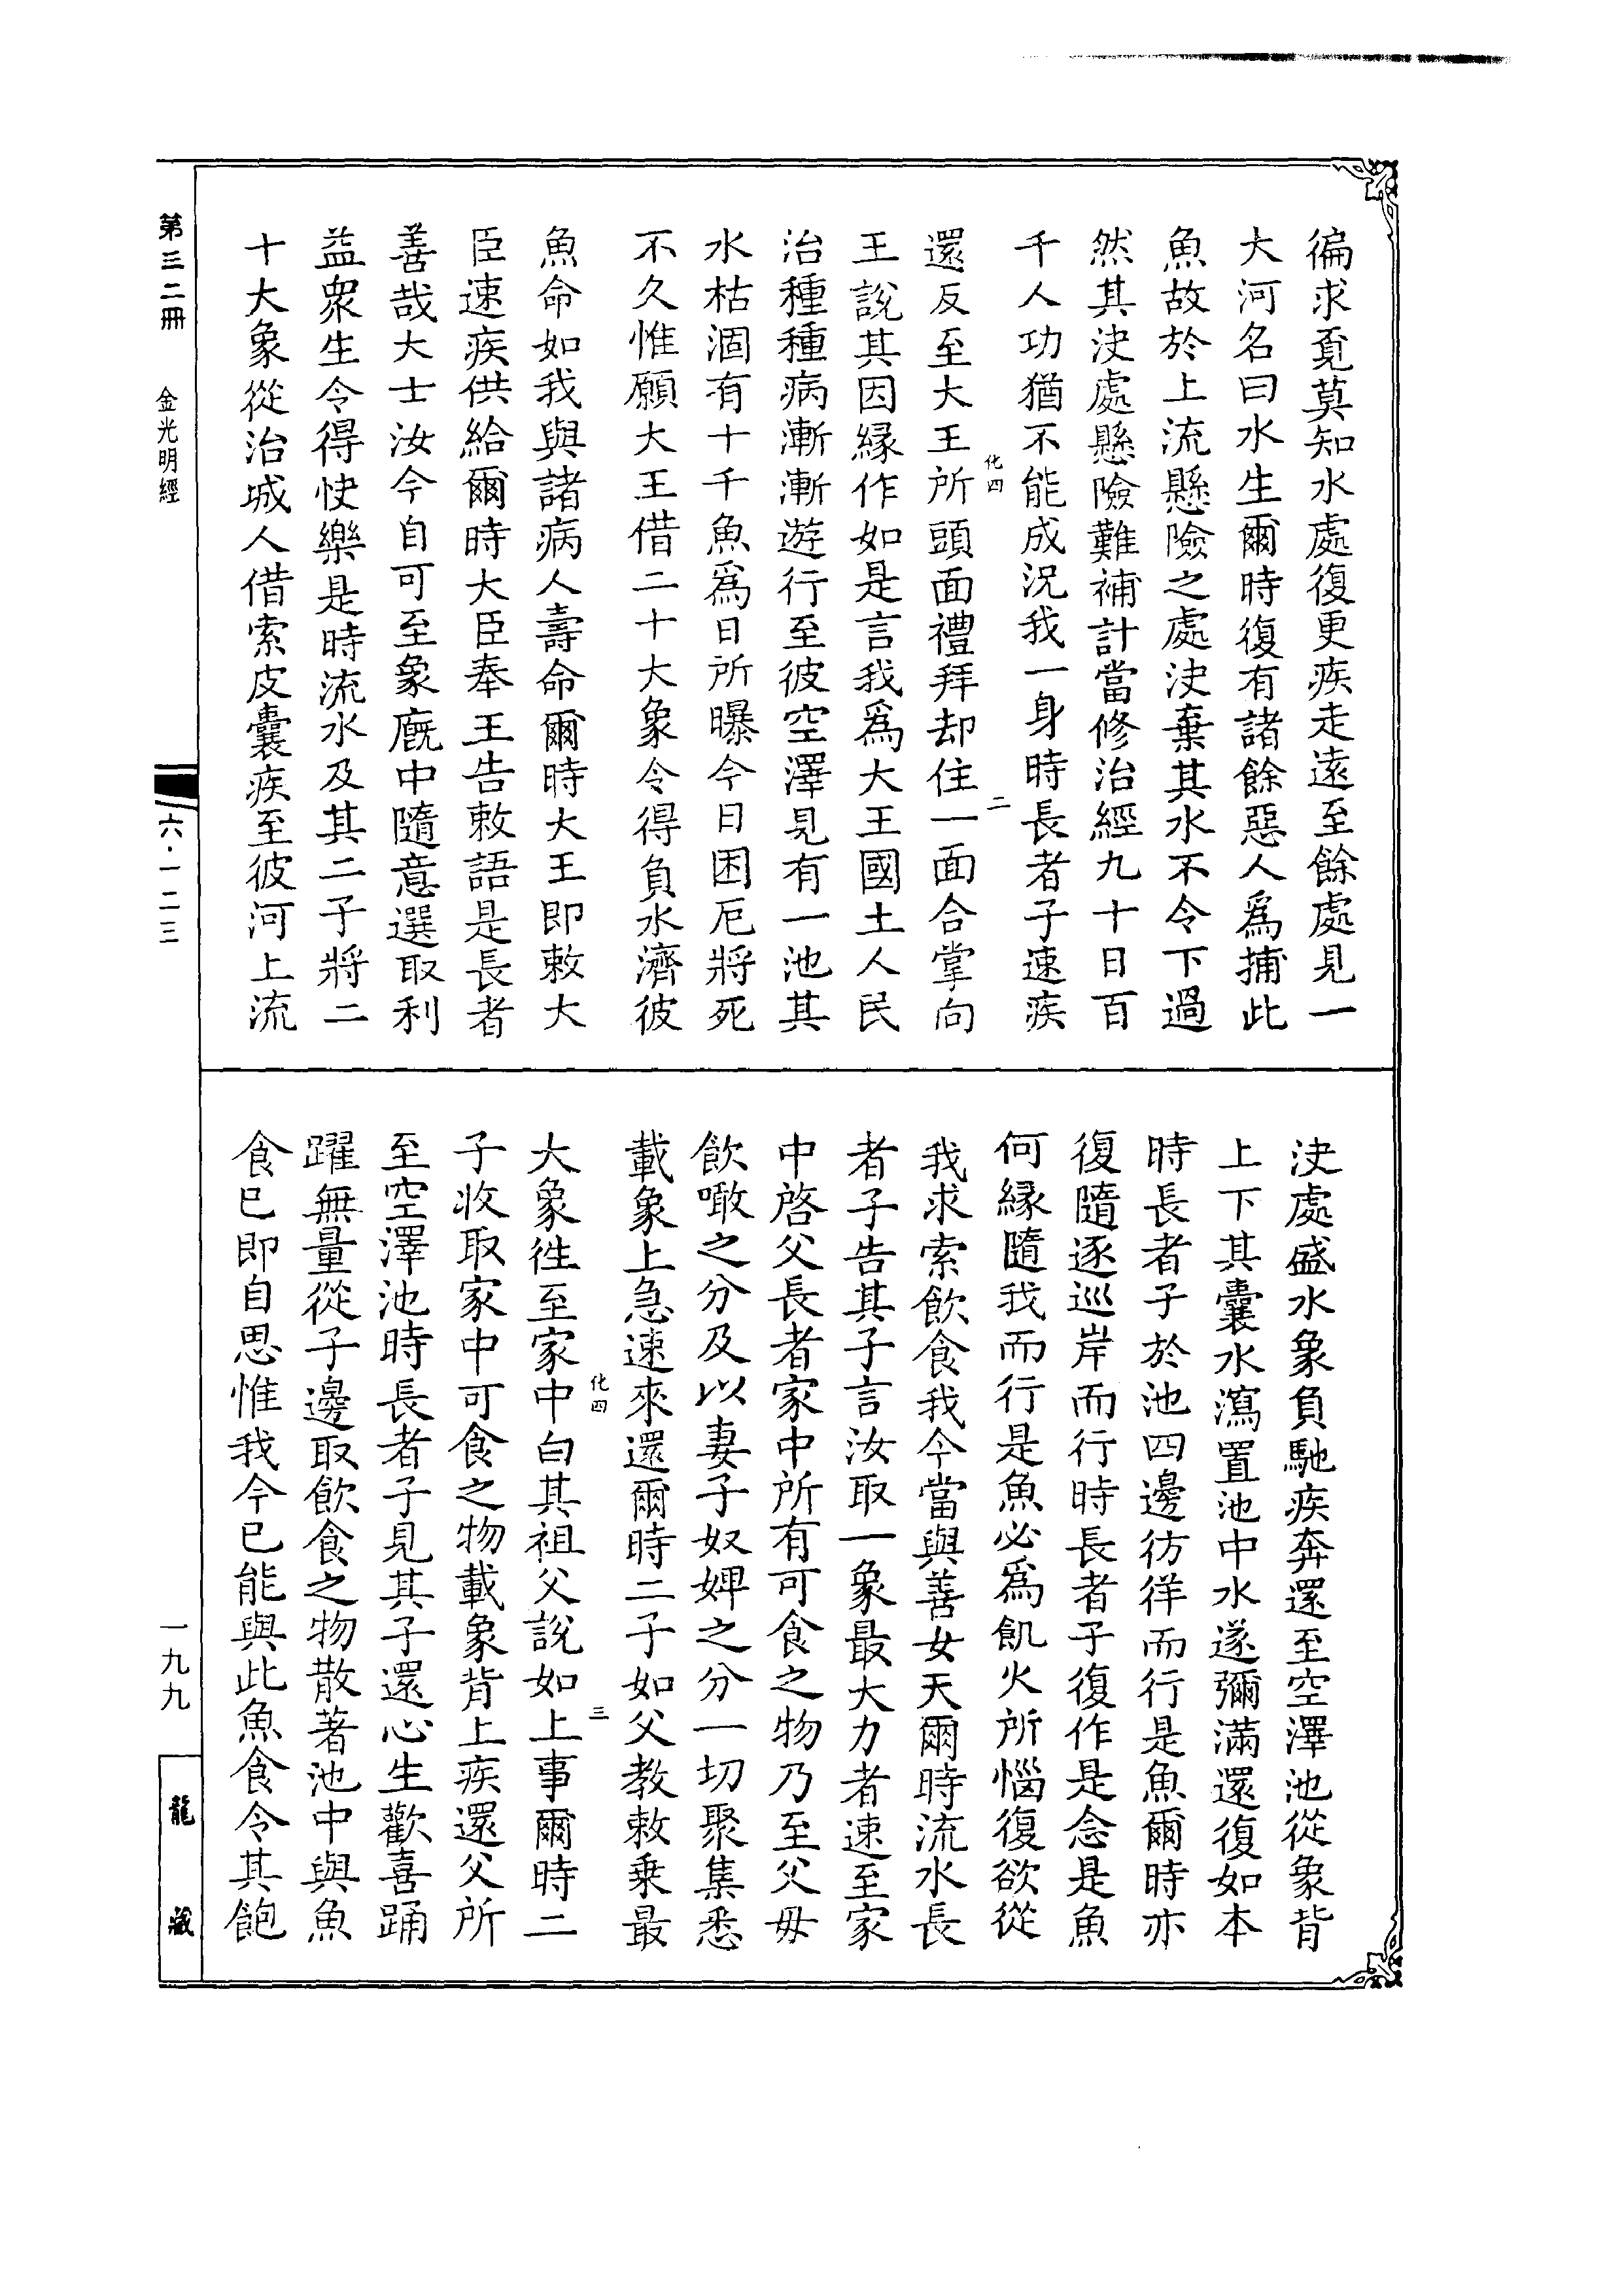 徧求覓莫知水處復更疾走遠至餘處見一
大河名曰水生爾時復有諸餘惡人爲捕此
魚故於上流懸險之處決棄其水不令下過
然其決處懸險難補計當修治經九十日百
千人功猶不能成況我一身時長者子速疾
化四 二
還反至大王所頭面禮拜却住一面合掌向
王說其因緣作如是言我爲大王國土人民
治種種病漸漸遊行至彼空澤見有一池其
水枯涸有十千魚爲日所曝今日困厄將死
不久惟願大王借二十大象令得負水濟彼
魚命如我與諸病人壽命爾時大王即敕大
臣速疾供給爾時大臣奉王告敕語是長者
善哉大士汝今自可至象廐中隨意選取利
益衆生令得快樂是時流水及其二子將二
十大象從治城人借索皮囊疾至彼河上流
決處盛水象負馳疾奔還至空澤池從象背
上下其囊水瀉置池中水遂彌滿還復如本
時長者子於池四邊彷徉而行是魚爾時亦
復隨逐巡岸而行時長者子復作是念是魚
何緣隨我而行是魚必爲飢火所惱復欲從
我求索飲食我今當與善女天爾時流水長
者子告其子言汝取一象最大力者速至家
中啓父長者家中所有可食之物乃至父毋
飲噉之分及以妻子奴婢之分一切聚集悉
載象上急速來還爾時二子如父教敕乗最
化四 三
大象徃至家中白其祖父說如上事爾時二
子收取家中可食之物載象背上疾還父所
至空澤池時長者子見其子還心生歡喜踊
躍無量從子邊取飲食之物散著池中與魚
食已即自思惟我今已能與此魚食令其飽
第三二冊 金光明經 六·一二三 一九九 龍藏